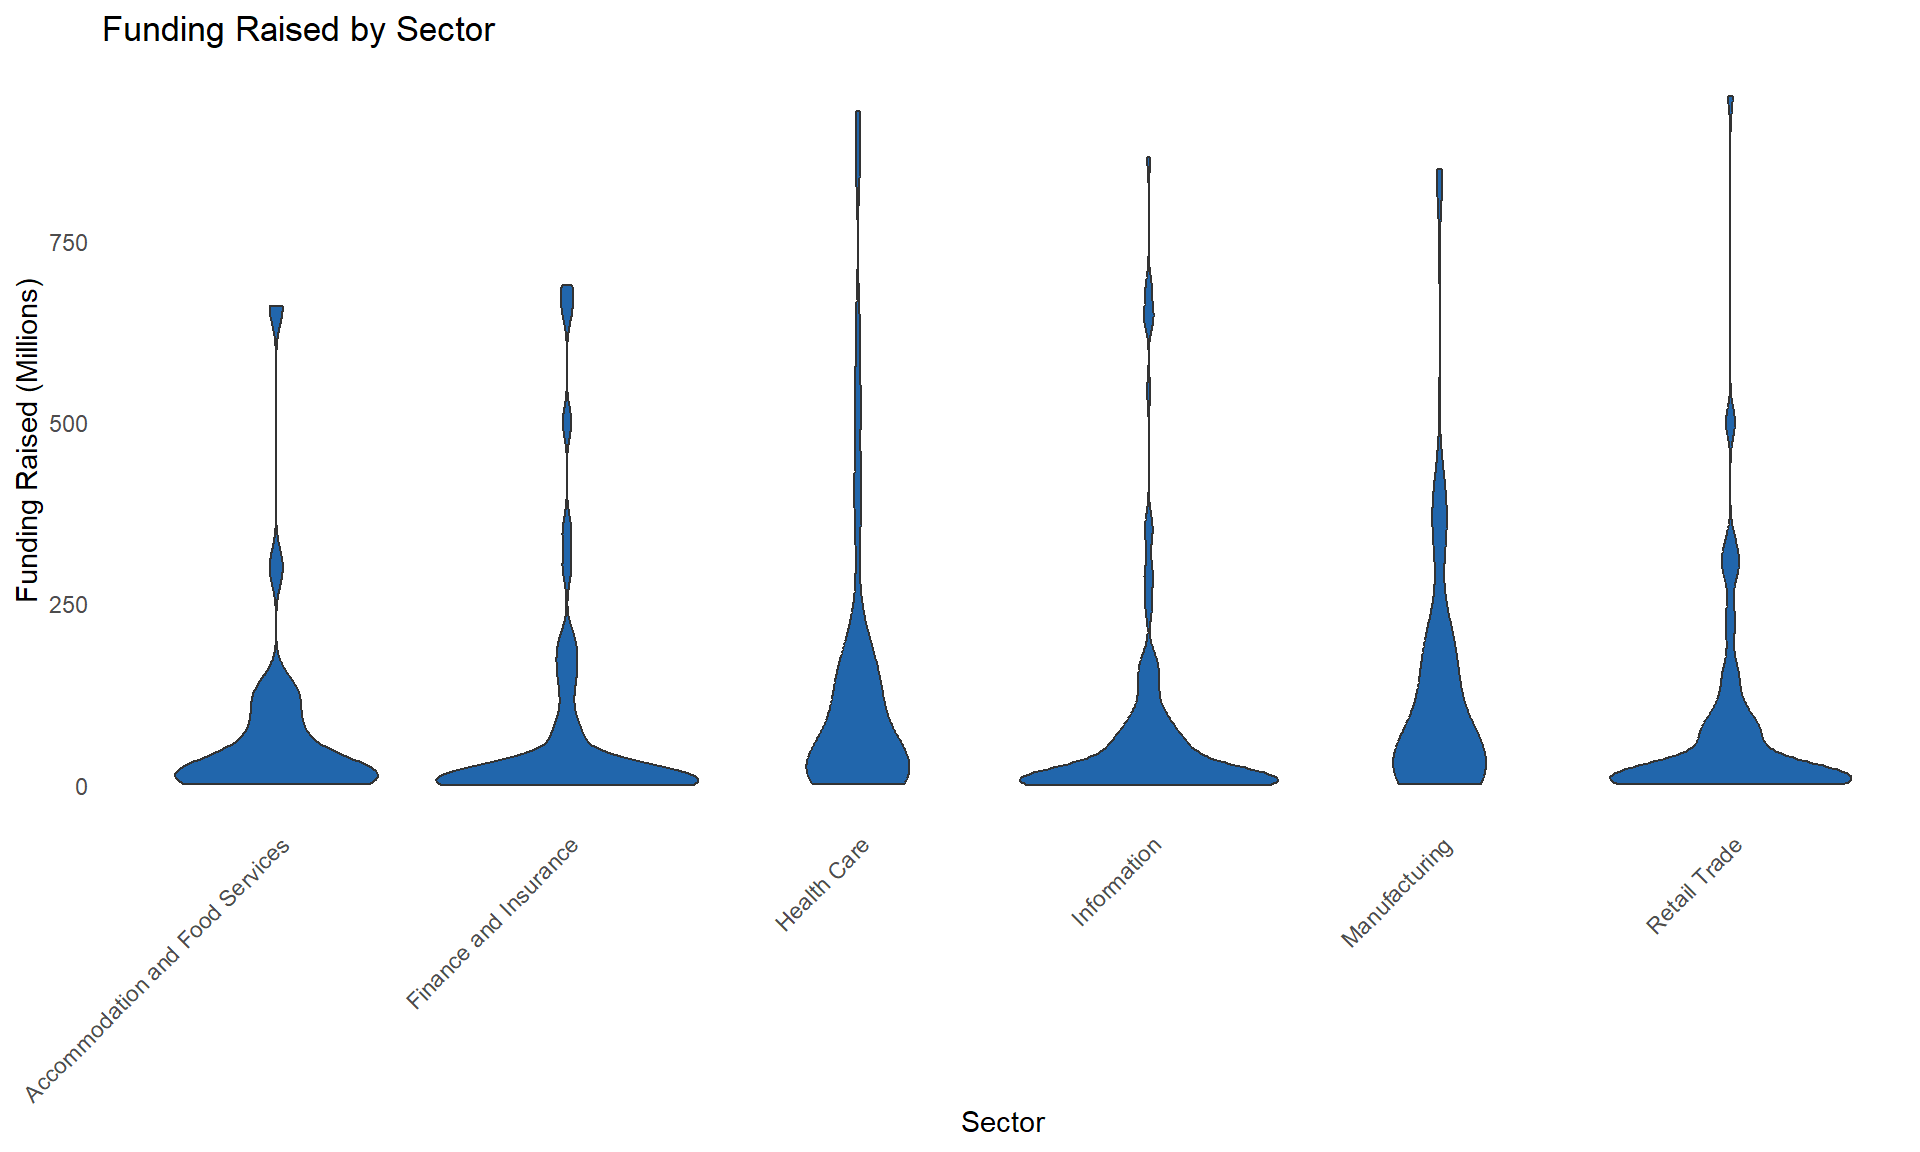 Funding Raised by Sector
Funding Raised (Millions)
750
500
250
0
Accommodation and Food Services
Finance and Insurance
Health Care
Information
Manufacturing
Retail Trade
Sector